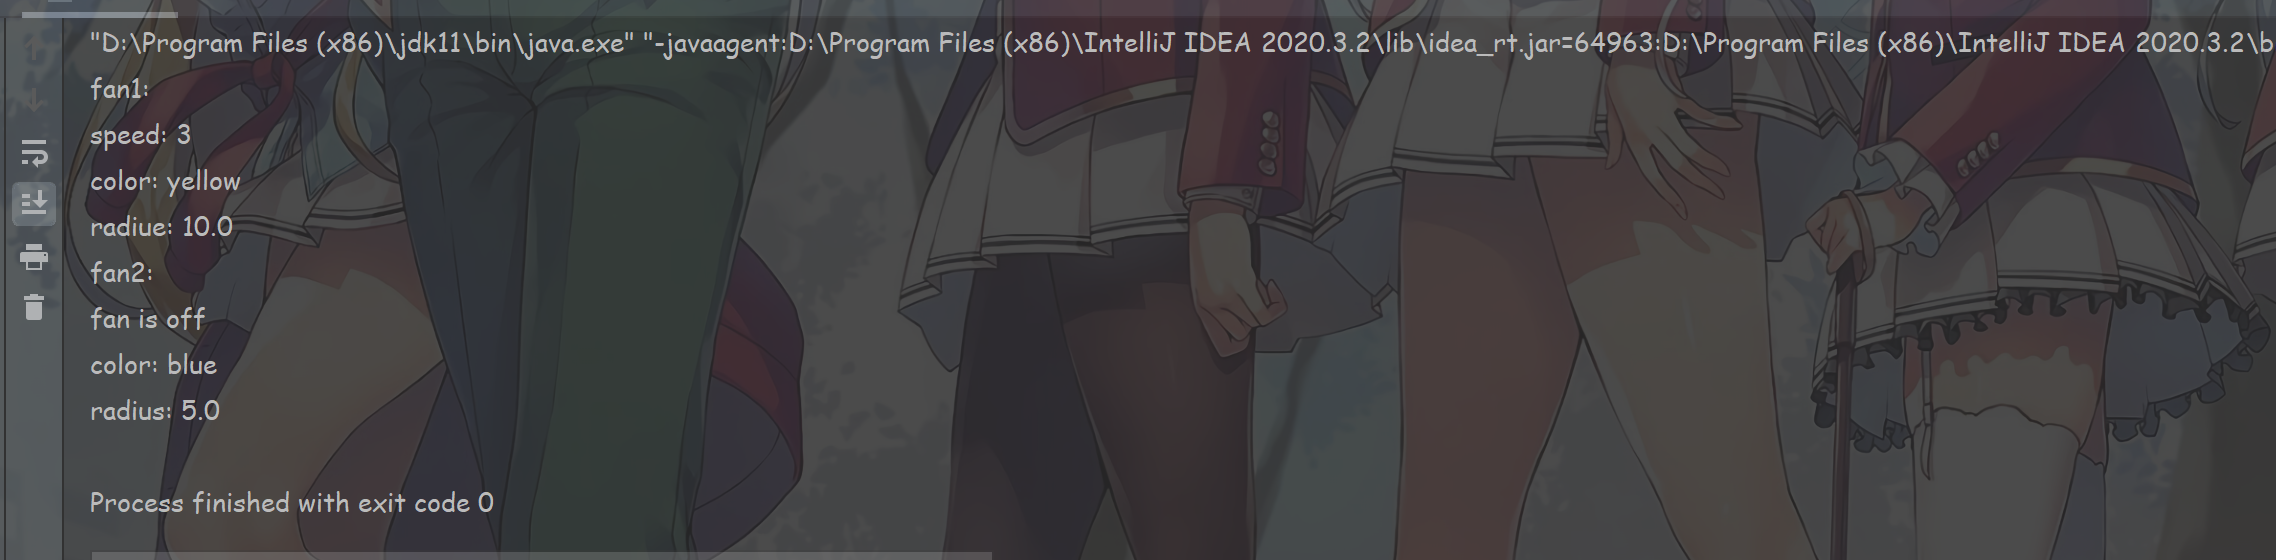 "D:\Program Files (x86)\jdk11\bin\java.exe" "-javaagent:D:\Program Files (x86)\IntelliJ IDEA 2020.3.2\lib\idea_rt.jar=64963:D:\Program Files (x86)\IntelliJ IDEA 2020.3.2\b
fan1:
speed: 3
color: yellow
radiue: 10.0
fan2:
fan is off
color: blue
radius: 5.0
Process finished with exit code 0